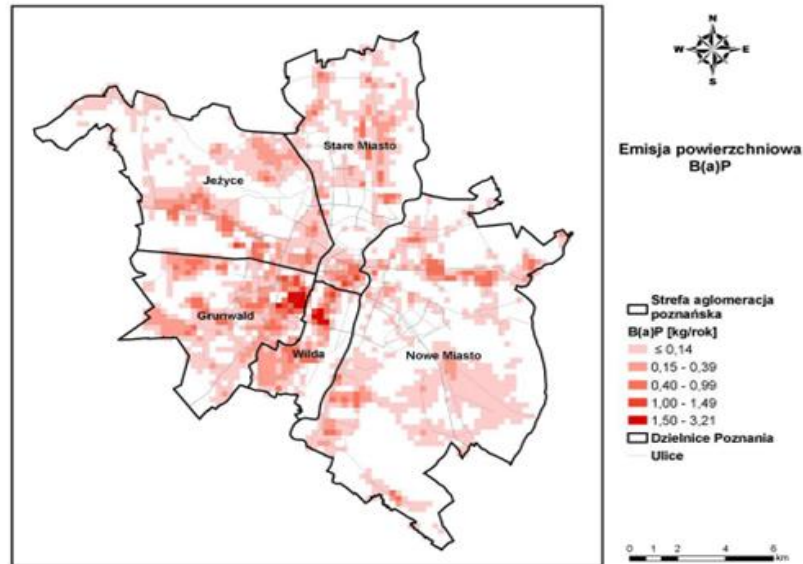 N
W E
S
Emisja powierzchniowa
B(a)P
Stare Miasto
Jeżyce
Grunwald
Wilda
Nowe Miasto
Strefa aglomeracja
poznańska
B(a)P [kg/rok]
≤ 0,14
0,15 - 0,39
0,40 - 0,99
1,00 - 1,49
1,50 - 3,21
Dzielnice Poznania
Ulice
0 1 2 4 6
km